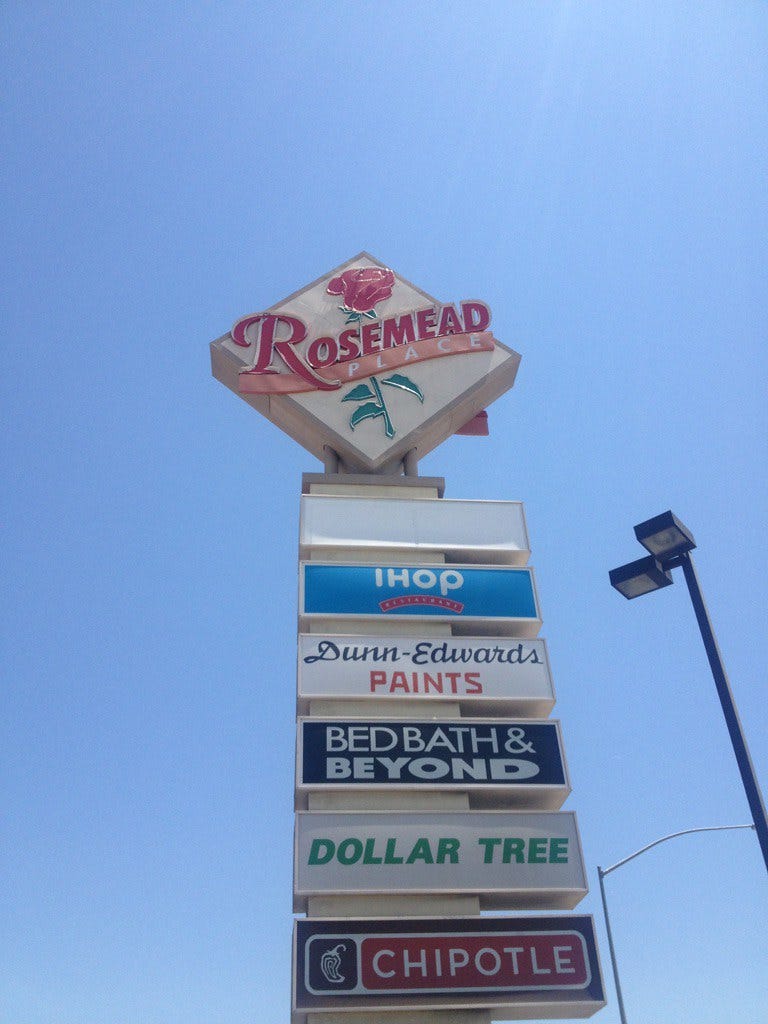 ROSEMEAD
PLACE
IHOP
RESTAURANT
Dunn-Edwards
PAINTS
BED BATH &
BEYOND
DOLLAR TREE
CHIPOTLE